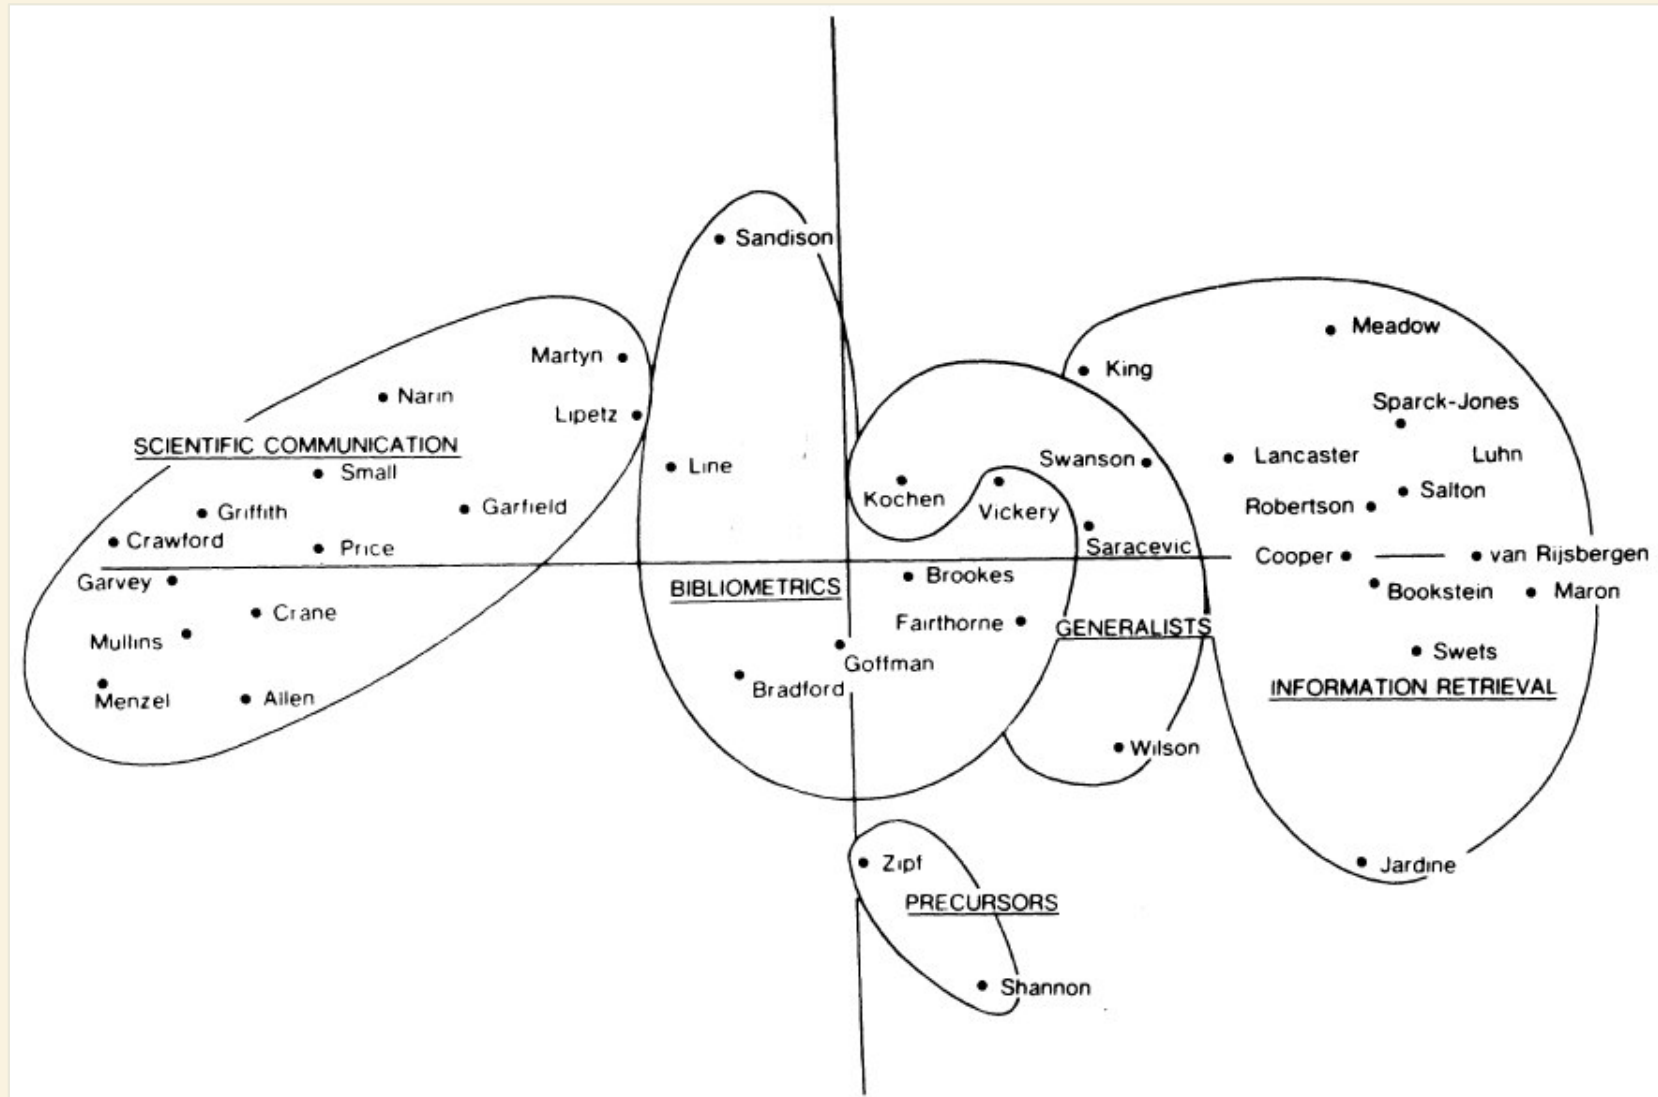 Sandison
Meadow
Martyn
King
Narin
Sparck-Jones
Lipetz
SCIENTIFIC COMMUNICATION
Line
Swanson
Lancaster
Luhn
Small
Kochen
Vickery
Salton
Griffith
Garfield
Robertson
Crawford
Price
Saracevic
Cooper
van Rijsbergen
Garvey
BIBLIOMETRICS
Brookes
Bookstein
Maron
Crane
Fairthorne
GENERALISTS
Mullins
Goffman
Swets
Menzel
Allen
Bradford
INFORMATION RETRIEVAL
Wilson
Zipf
Jardine
PRECURSORS
Shannon